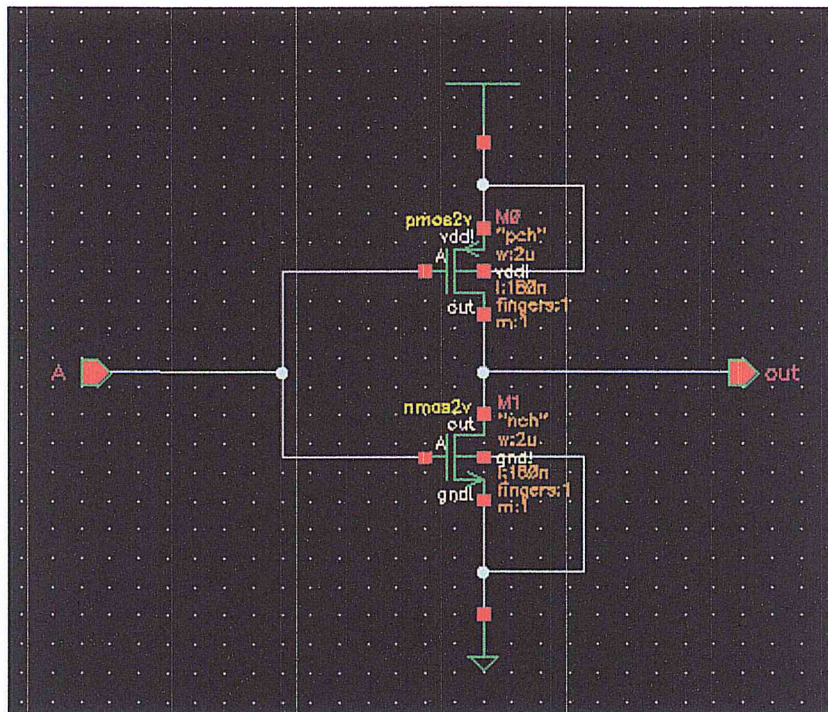 pmos2v
M0
vdd!
"pch"
A
w:2u
vdd!
l:180n
out
fingers:1
m:1
A
out
nmos2v
M1
out
"nch"
A
w:2u
gnd!
l:180n
gnd!
fingers:1
m:1